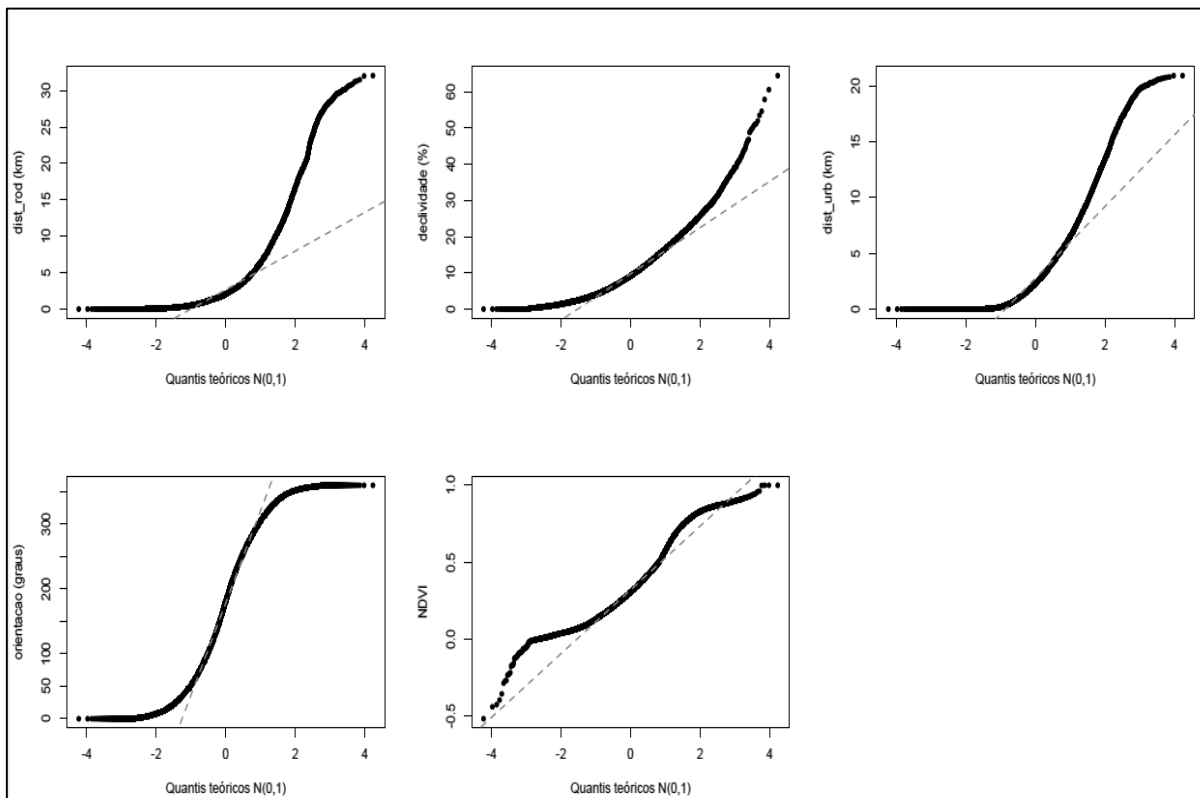 dist_rod (km)
0 5 10 15 20 25 30
-4 -2 0 2 4
Quantis teóricos N(0,1)
declividade (%)
0 10 20 30 40 50 60
-4 -2 0 2 4
Quantis teóricos N(0,1)
dist_urb (km)
0 5 10 15 20
-4 -2 0 2 4
Quantis teóricos N(0,1)
orientacao (graus)
0 50 100 200 300
-4 -2 0 2 4
Quantis teóricos N(0,1)
NDVI
-0.5 0.0 0.5 1.0
-4 -2 0 2 4
Quantis teóricos N(0,1)